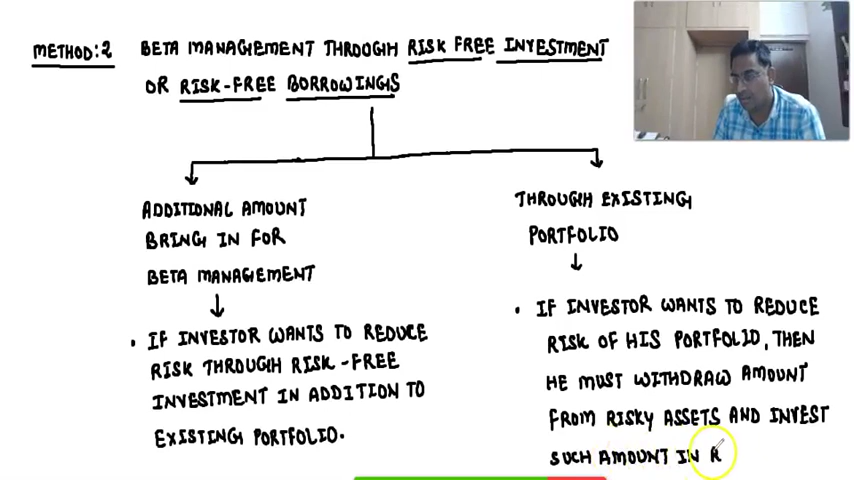 METHOD:2 BETA MANAGEMENT THROUGH RISK FREE INVESTMENT
OR RISK-FREE BORROWINGS
ADDITIONAL AMOUNT
BRING IN FOR
BETA MANAGEMENT
• IF INVESTOR WANTS TO REDUCE
RISK THROUGH RISK-FREE
INVESTMENT IN ADDITION TO
EXISTING PORTFOLIO.
THROUGH EXISTING
PORTFOLIO
• IF INVESTOR WANTS TO REDUCE
RISK OF HIS PORTFOLIO, THEN
HE MUST WITHDRAW AMOUNT
FROM RISKY ASSETS AND INVEST
SUCH AMOUNT IN R